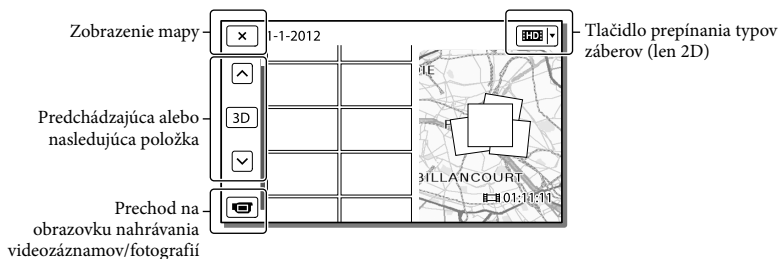 Zobrazenie mapy
Predchádzajúca alebo
nasledujúca položka
Prechod na
obrazovku nahrávania
videozáznamov/fotografií
1-1-2012
3D
HD
BILLANCOURT
01:11:11
Tlačidlo prepínania typov
záberov (len 2D)